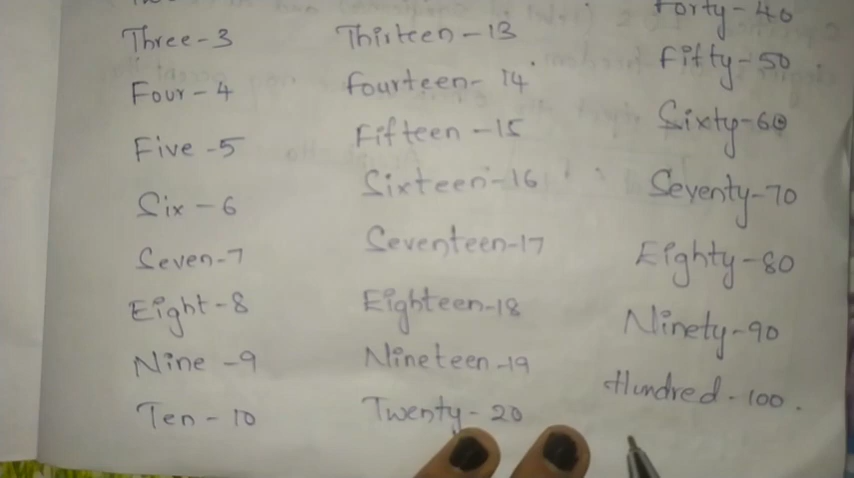 Three-3
Four-4
Five-5
Six-6
Seven-7
Eight-8
Nine-9
Ten-10
Thirteen-13
Fourteen-14
Fifteen-15
Sixteen-16
Seventeen-17
Eighteen-18
Nineteen-19
Twenty-20
Forty-40
Fifty-50
Sixty-60
Seventy-70
Eighty-80
Ninety-90
Hundred-100.